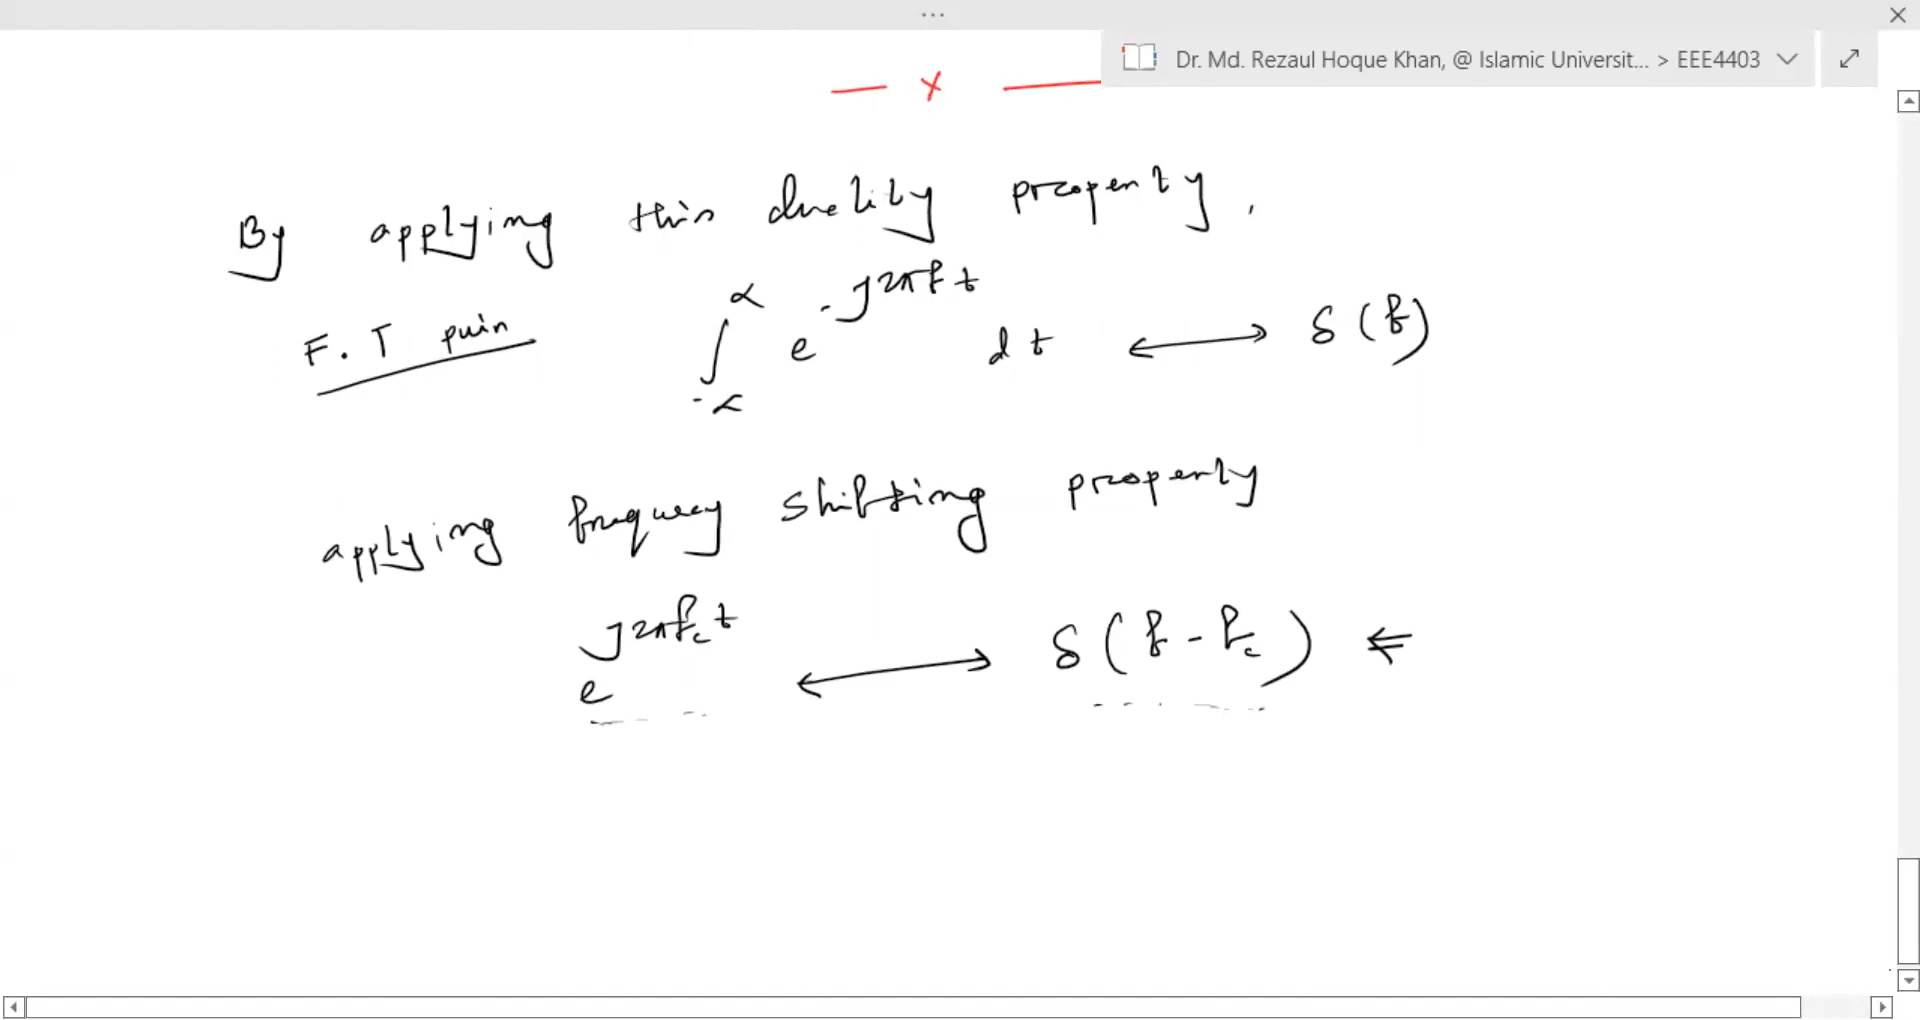 Dr. Md. Rezaul Hoque Khan, @ Islamic Universit... > EEE4403
— x —
By applying this duality property,
F. T pair ∫_{-∞}^{∞} e^{-j2πft} dt ⟷ δ(f)
applying frequency shifting property
e^{j2πf_c t} ⟷ δ(f - f_c) ⇐